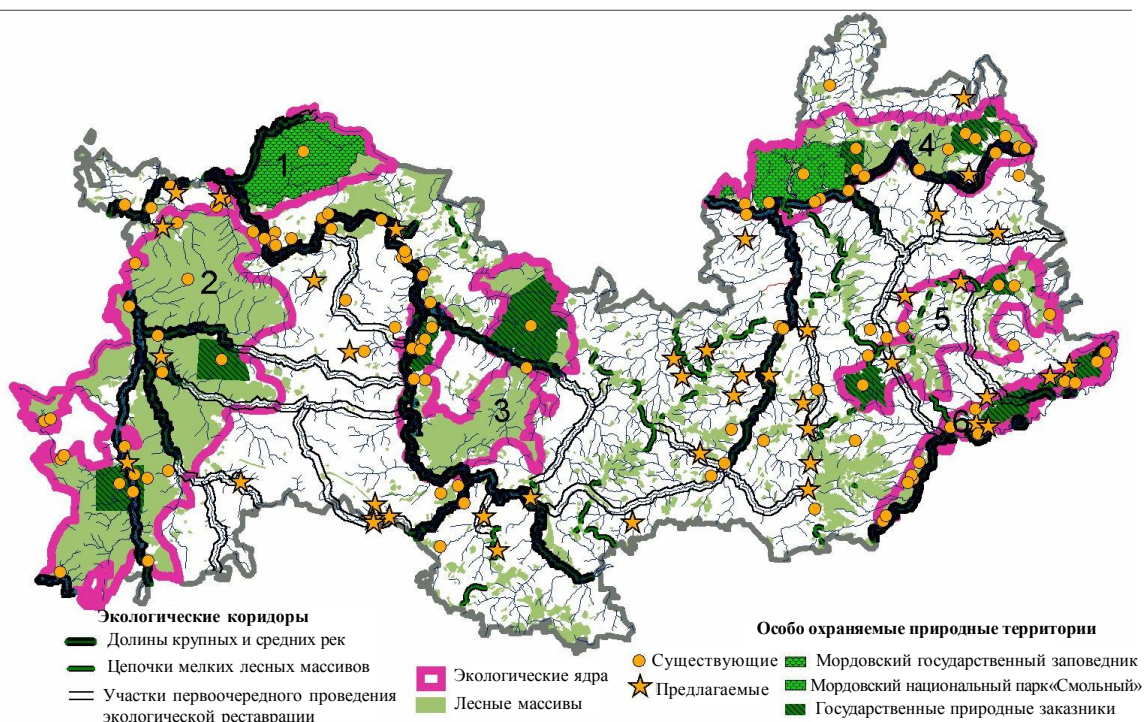 1
2
3
4
5
6
Экологические коридоры
Долины крупных и средних рек
Цепочки мелких лесных массивов
Участки первоочередного проведения
экологической реставрации
Экологические ядра
Лесные массивы
Особо охраняемые природные территории
Существующие
Предлагаемые
Мордовский государственный заповедник
Мордовский национальный парк«Смольный»
Государственные природные заказники